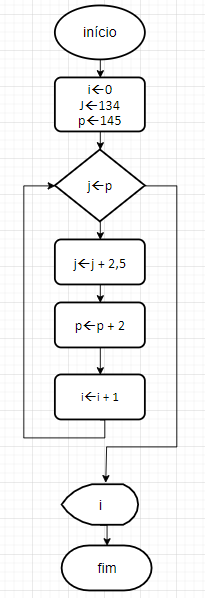 início
i←0
J←134
p←145
j←p
j←j + 2,5
p←p + 2
i←i + 1
i
fim